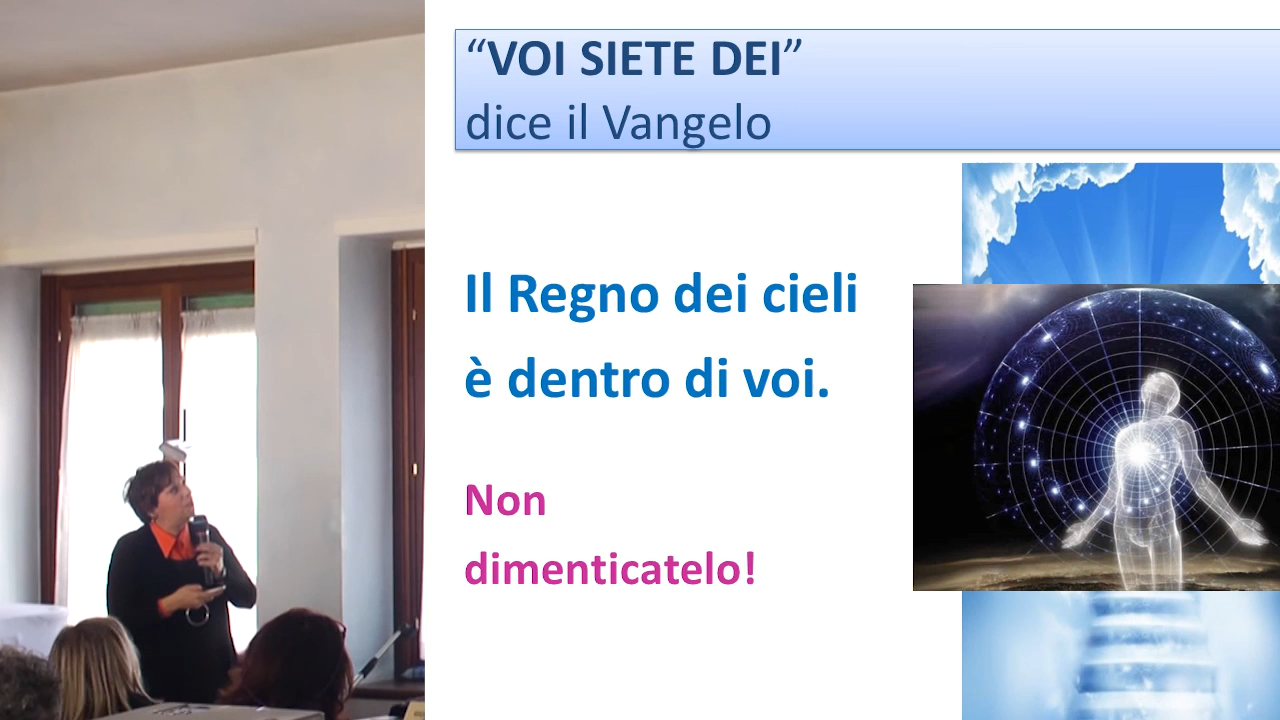 “VOI SIETE DEI”
dice il Vangelo
Il Regno dei cieli
è dentro di voi.
Non
dimenticatelo!